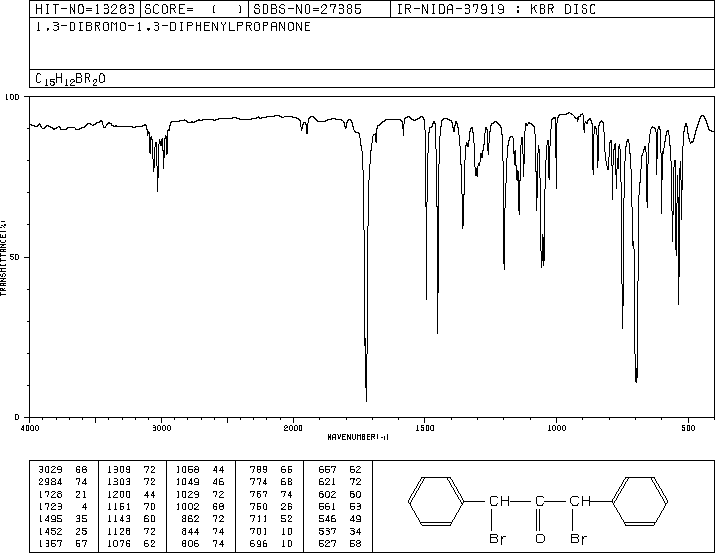 HIT-NO=13283 SCORE= ( ) SDBS-NO=27385 IR-NIDA-37919 : KBR DISC
1,3-DIBROMO-1,3-DIPHENYLPROPANONE
C15H12BR2O
100
50
0
TRANSMITTANCE(%)
4000 3000 2000 1500 1000 500
WAVENUMBER(-1)
3029 68 1309 72 1058 44 789 66 657 62
2984 74 1303 72 1049 46 774 68 621 72
1728 21 1200 44 1029 72 767 74 602 60
1723 4 1161 70 1002 68 750 26 561 53
1495 35 1143 60 862 72 711 52 546 49
1452 25 1128 72 844 74 701 10 537 34
1357 57 1076 62 806 74 696 10 527 58
CH C CH
Br O Br